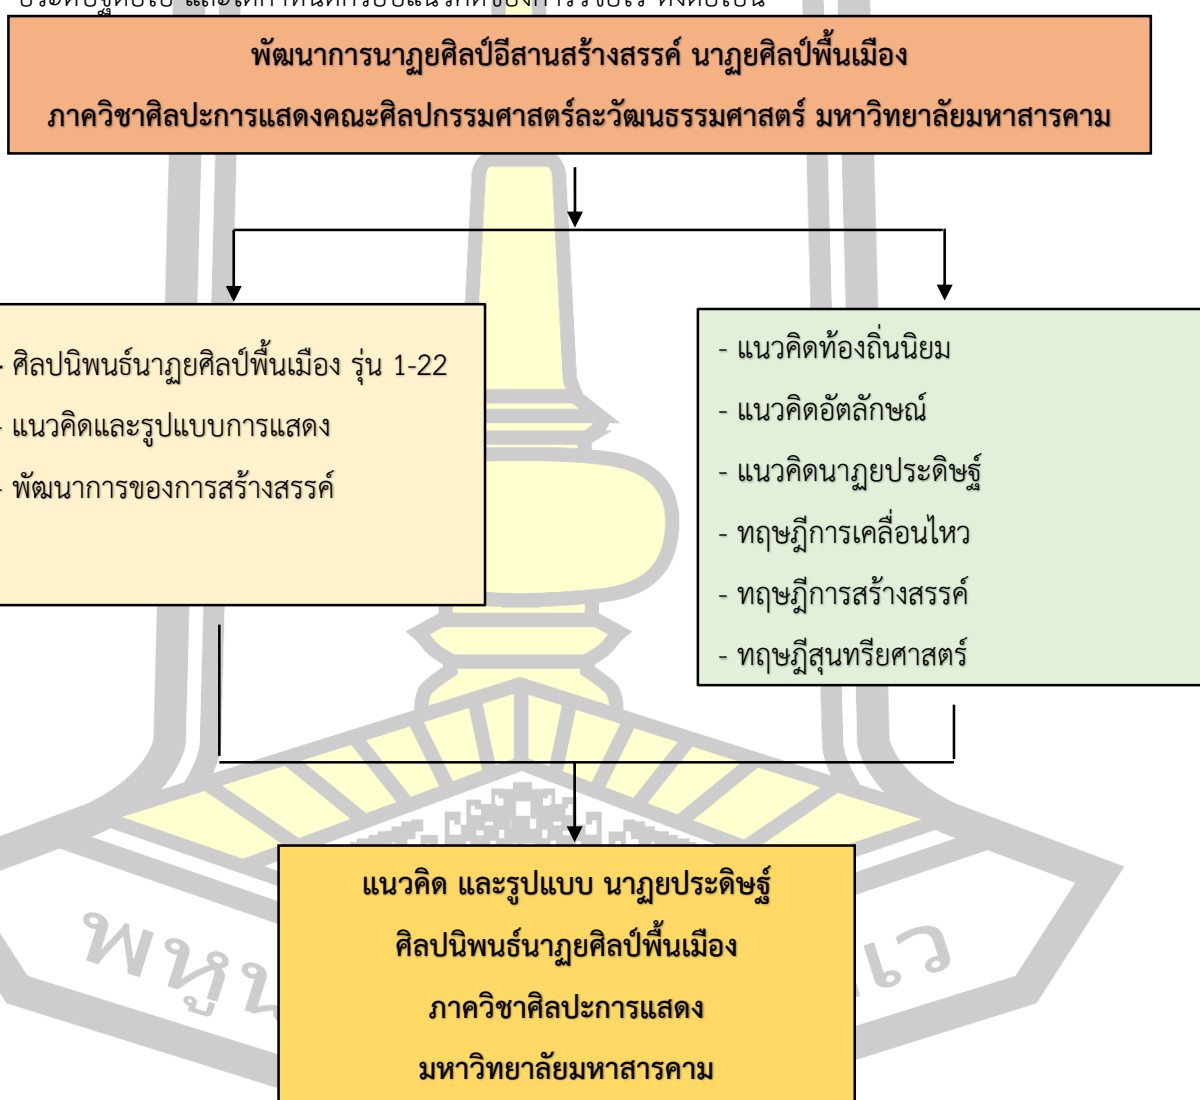 พัฒนาการนาฏยศิลป์อีสานสร้างสรรค์ นาฏยศิลป์พื้นเมือง
ภาควิชาศิลปะการแสดงคณะศิลปกรรมศาสตร์ละวัฒนธรรมศาสตร์ มหาวิทยาลัยมหาสารคาม
- ศิลปนิพนธ์นาฏยศิลป์พื้นเมือง รุ่น 1-22
- แนวคิดและรูปแบบการแสดง
- พัฒนาการของการสร้างสรรค์
- แนวคิดท้องถิ่นนิยม
- แนวคิดอัตลักษณ์
- แนวคิดนาฏยประดิษฐ์
- ทฤษฎีการเคลื่อนไหว
- ทฤษฎีการสร้างสรรค์
- ทฤษฎีสุนทรียศาสตร์
แนวคิด และรูปแบบ นาฏยประดิษฐ์
ศิลปนิพนธ์นาฏยศิลป์พื้นเมือง
ภาควิชาศิลปะการแสดง
มหาวิทยาลัยมหาสารคาม